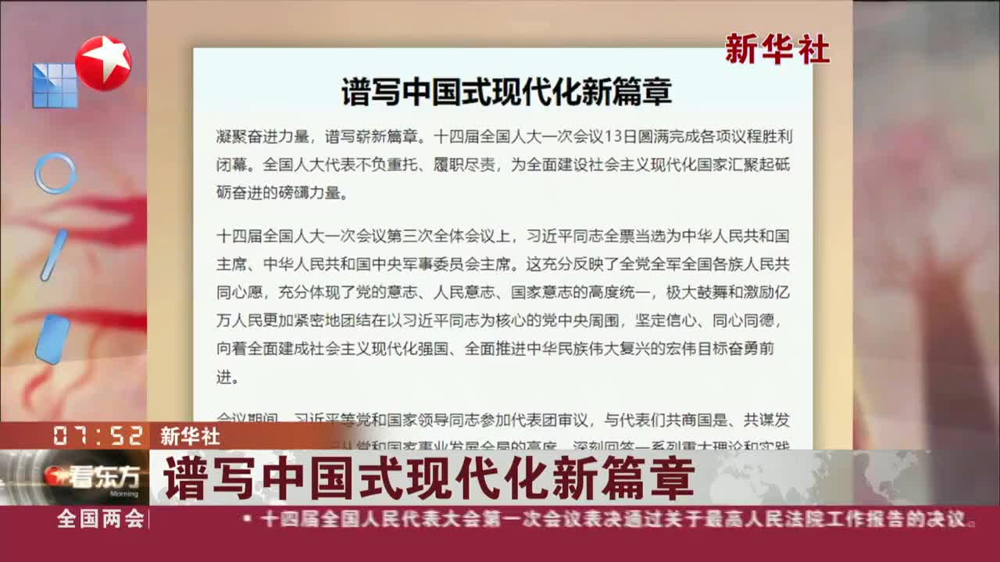 新华社
谱写中国式现代化新篇章
凝聚奋进力量，谱写崭新篇章。十四届全国人大一次会议13日圆满完成各项议程胜利
闭幕。全国人大代表不负重托、履职尽责，为全面建设社会主义现代化国家汇聚起砥
砺奋进的磅礴力量。
十四届全国人大一次会议第三次全体会议上，习近平同志全票当选为中华人民共和国
主席、中华人民共和国中央军事委员会主席。这充分反映了全党全军全国各族人民共
同心愿，充分体现了党的意志、人民意志、国家意志的高度统一，极大鼓舞和激励亿
万人民更加紧密地团结在以习近平同志为核心的党中央周围，坚定信心、同心同德，
向着全面建成社会主义现代化强国、全面推进中华民族伟大复兴的宏伟目标奋勇前
进。
会议期间，习近平等党和国家领导同志参加代表团审议，与代表们共商国是、共谋发
从党和国家事业发展全局的高度，深刻回答一系列重大理论和实践
07:52 新华社
看东方
Morning
谱写中国式现代化新篇章
全国两会
▪ 十四届全国人民代表大会第一次会议表决通过关于最高人民法院工作报告的决议。